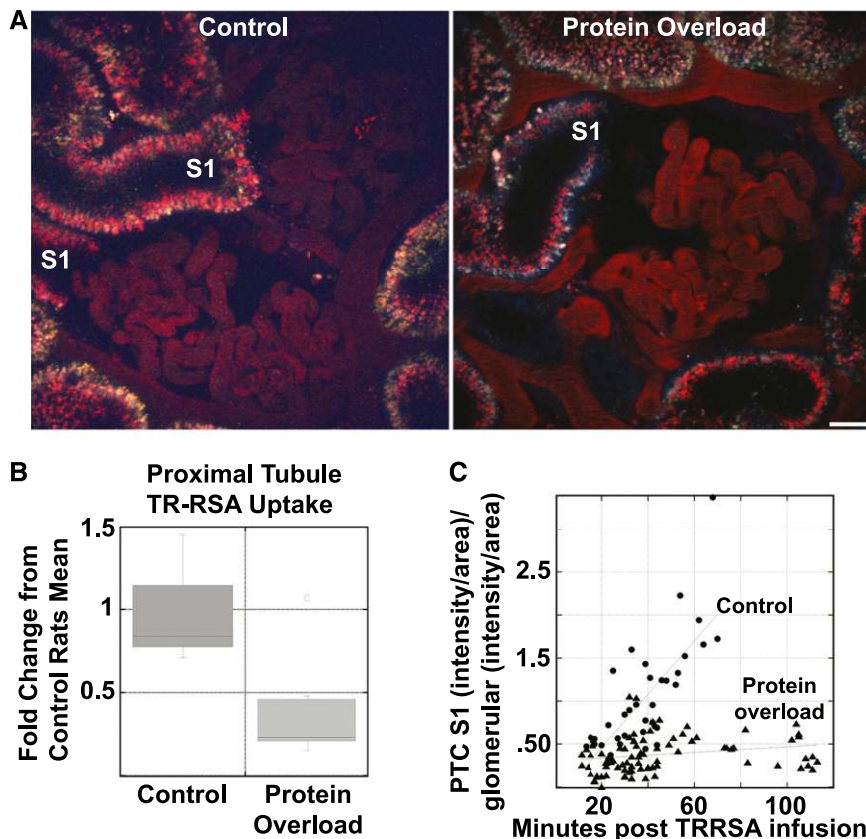 A
Control
Protein Overload
S1
S1
S1
B
Proximal Tubule
TR-RSA Uptake
Fold Change from
Control Rats Mean
1.5
1
0.5
Control
Protein
Overload
C
PTC S1 (intensity/area)/
glomerular (intensity/area)
2.5
1.5
.50
Control
Protein
overload
20
60
100
Minutes post TRRSA infusion